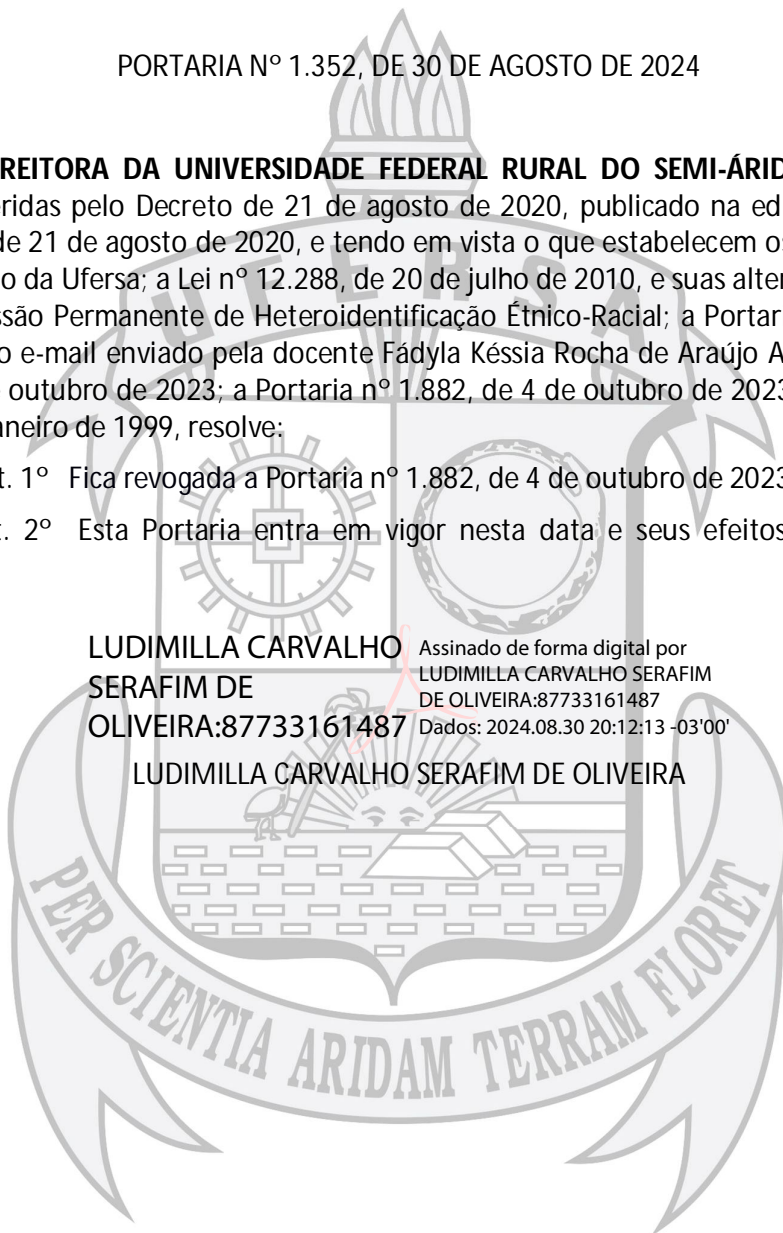 PORTARIA Nº 1.352, DE 30 DE AGOSTO DE 2024
REITORA DA UNIVERSIDADE FEDERAL RURAL DO SEMI-ÁRID
ridas pelo Decreto de 21 de agosto de 2020, publicado na ed
de 21 de agosto de 2020, e tendo em vista o que estabelecem o
o da Ufersa; a Lei nº 12.288, de 20 de julho de 2010, e suas alter
ssão Permanente de Heteroidentificação Étnico-Racial; a Portar
o e-mail enviado pela docente Fádyla Késsia Rocha de Araújo A
outubro de 2023; a Portaria nº 1.882, de 4 de outubro de 2023
aneiro de 1999, resolve:
t. 1º Fica revogada a Portaria nº 1.882, de 4 de outubro de 2023
t. 2º Esta Portaria entra em vigor nesta data e seus efeitos
UFERSA
LUDIMILLA CARVALHO
SERAFIM DE
OLIVEIRA:87733161487
Assinado de forma digital por
LUDIMILLA CARVALHO SERAFIM
DE OLIVEIRA:87733161487
Dados: 2024.08.30 20:12:13 -03'00'
LUDIMILLA CARVALHO SERAFIM DE OLIVEIRA
PER SCIENTIA ARIDAM TERRAM FLORET